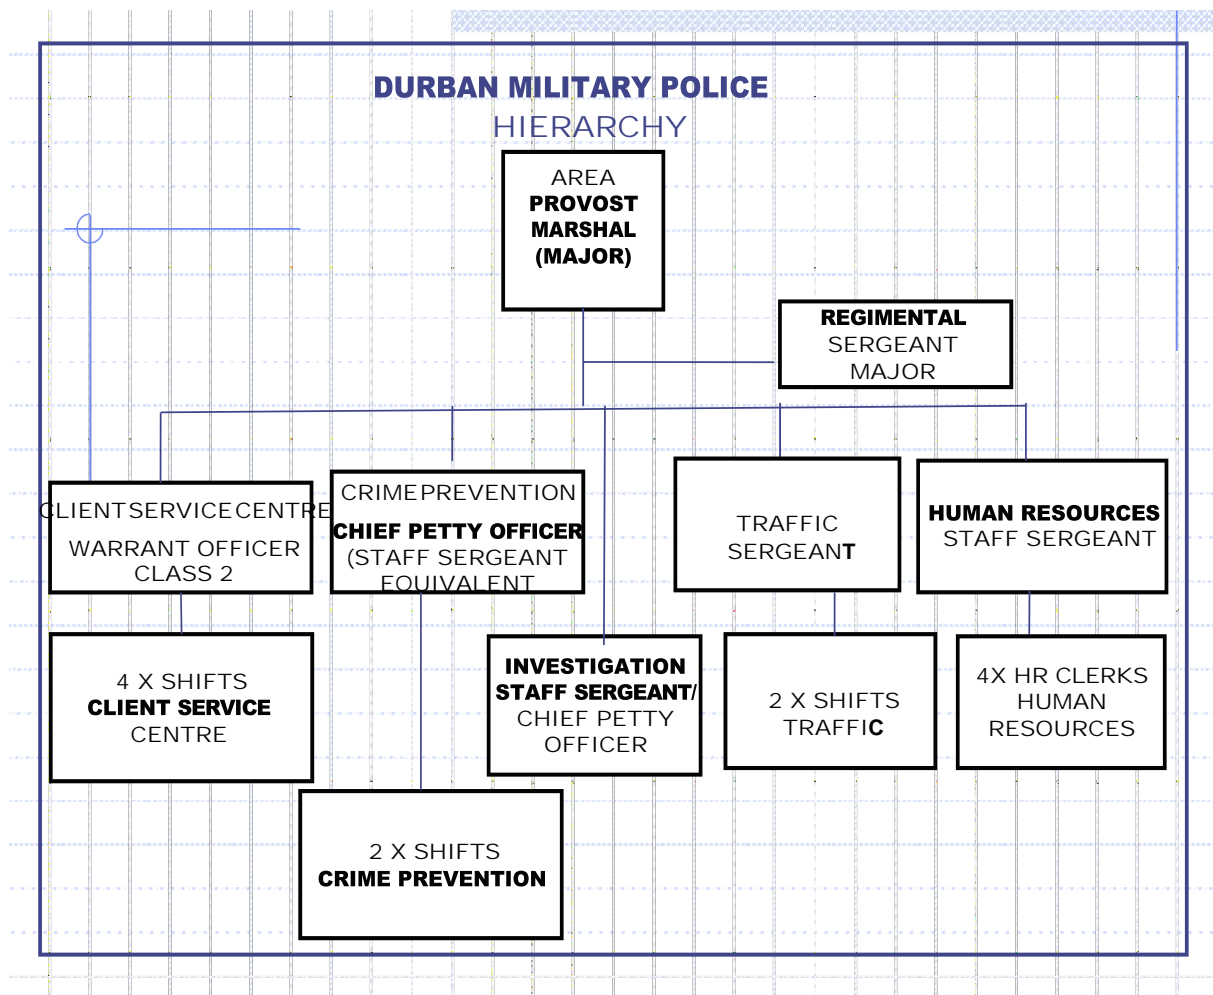 DURBAN MILITARY POLICE
HIERARCHY
AREA
PROVOST
MARSHAL
(MAJOR)
REGIMENTAL
SERGEANT
MAJOR
CLIENT SERVICE CENTRE
WARRANT OFFICER
CLASS 2
CRIME PREVENTION
CHIEF PETTY OFFICER
(STAFF SERGEANT
EQUIVALENT
TRAFFIC
SERGEANT
HUMAN RESOURCES
STAFF SERGEANT
4 X SHIFTS
CLIENT SERVICE
CENTRE
INVESTIGATION
STAFF SERGEANT/
CHIEF PETTY
OFFICER
2 X SHIFTS
TRAFFIC
4X HR CLERKS
HUMAN
RESOURCES
2 X SHIFTS
CRIME PREVENTION